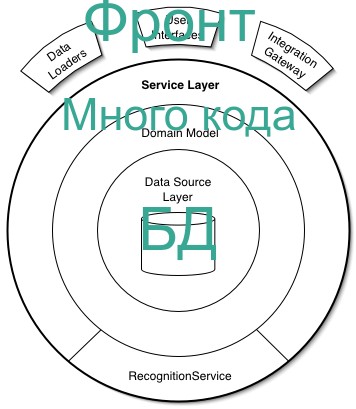 Фронт
User
Interfaces
Data
Loaders
Integration
Gateway
Service Layer
Много кода
Domain Model
Data Source
Layer
БД
RecognitionService